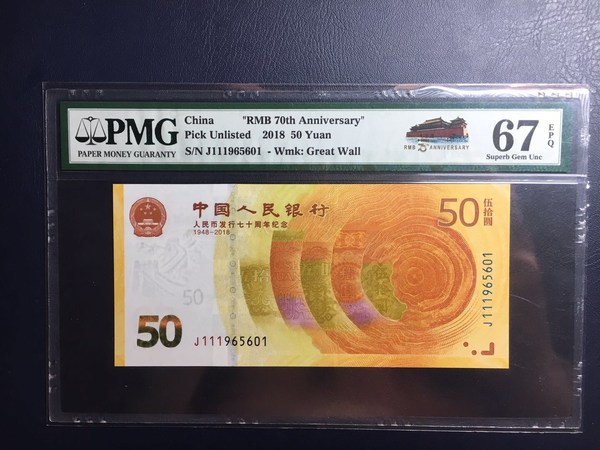 PMG
PAPER MONEY GUARANTY
China "RMB 70th Anniversary"
Pick Unlisted 2018 50 Yuan
S/N J111965601 - Wmk: Great Wall
RMB 70th ANNIVERSARY
67 EPQ
Superb Gem Unc
中国人民银行
人民币发行七十周年纪念
1948-2018
50 伍拾圆
50
50
J111965601
J111965601